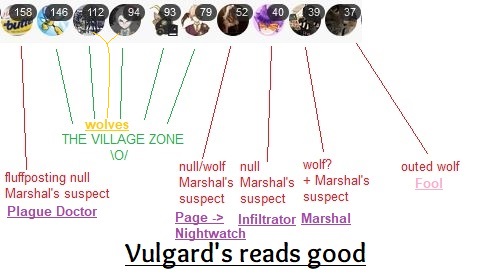 158 146 112 94 93 79 52 40 39 37
wolves
THE VILLAGE ZONE
\O/
fluffposting null
Marshal's suspect
Plague Doctor
null/wolf
Marshal's
suspect
Page ->
Nightwatch
null
Marshal's
suspect
Infiltrator
wolf?
+ Marshal's
suspect
Marshal
outed wolf
Fool
Vulgard's reads good